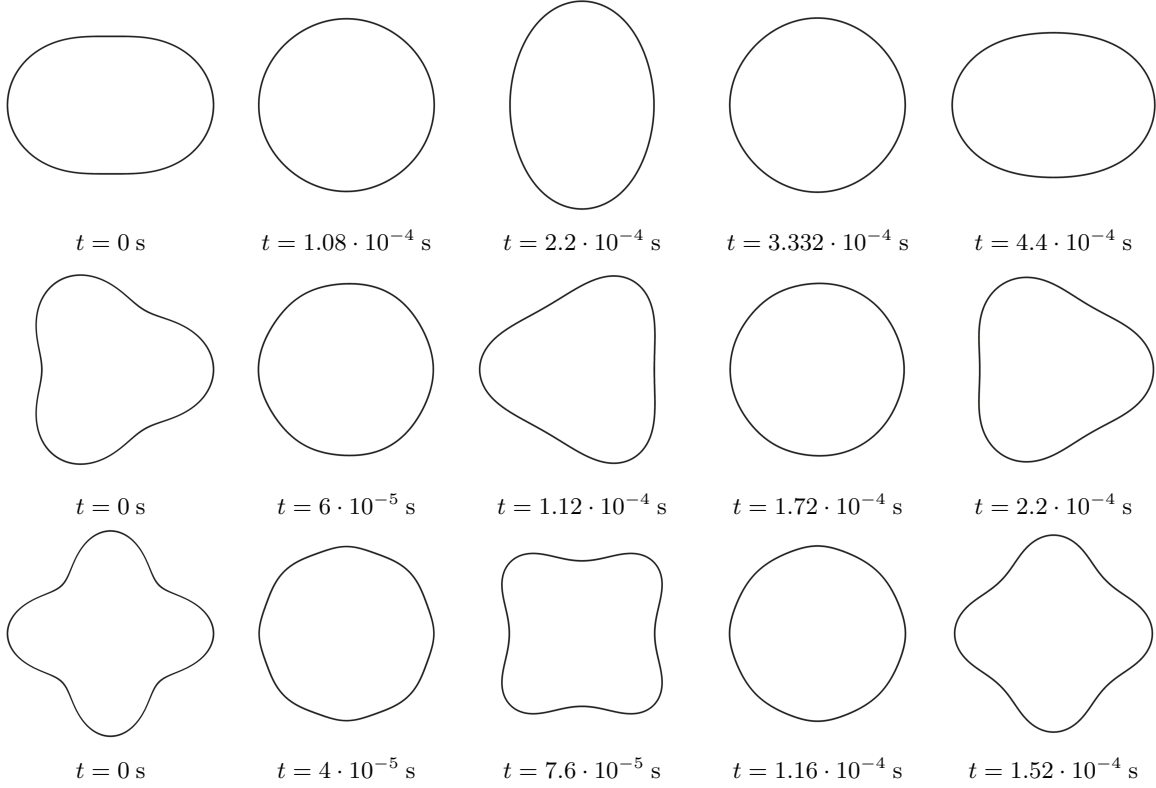 t = 0 s t = 1.08 · 10⁻⁴ s t = 2.2 · 10⁻⁴ s t = 3.332 · 10⁻⁴ s t = 4.4 · 10⁻⁴ s
t = 0 s t = 6 · 10⁻⁵ s t = 1.12 · 10⁻⁴ s t = 1.72 · 10⁻⁴ s t = 2.2 · 10⁻⁴ s
t = 0 s t = 4 · 10⁻⁵ s t = 7.6 · 10⁻⁵ s t = 1.16 · 10⁻⁴ s t = 1.52 · 10⁻⁴ s